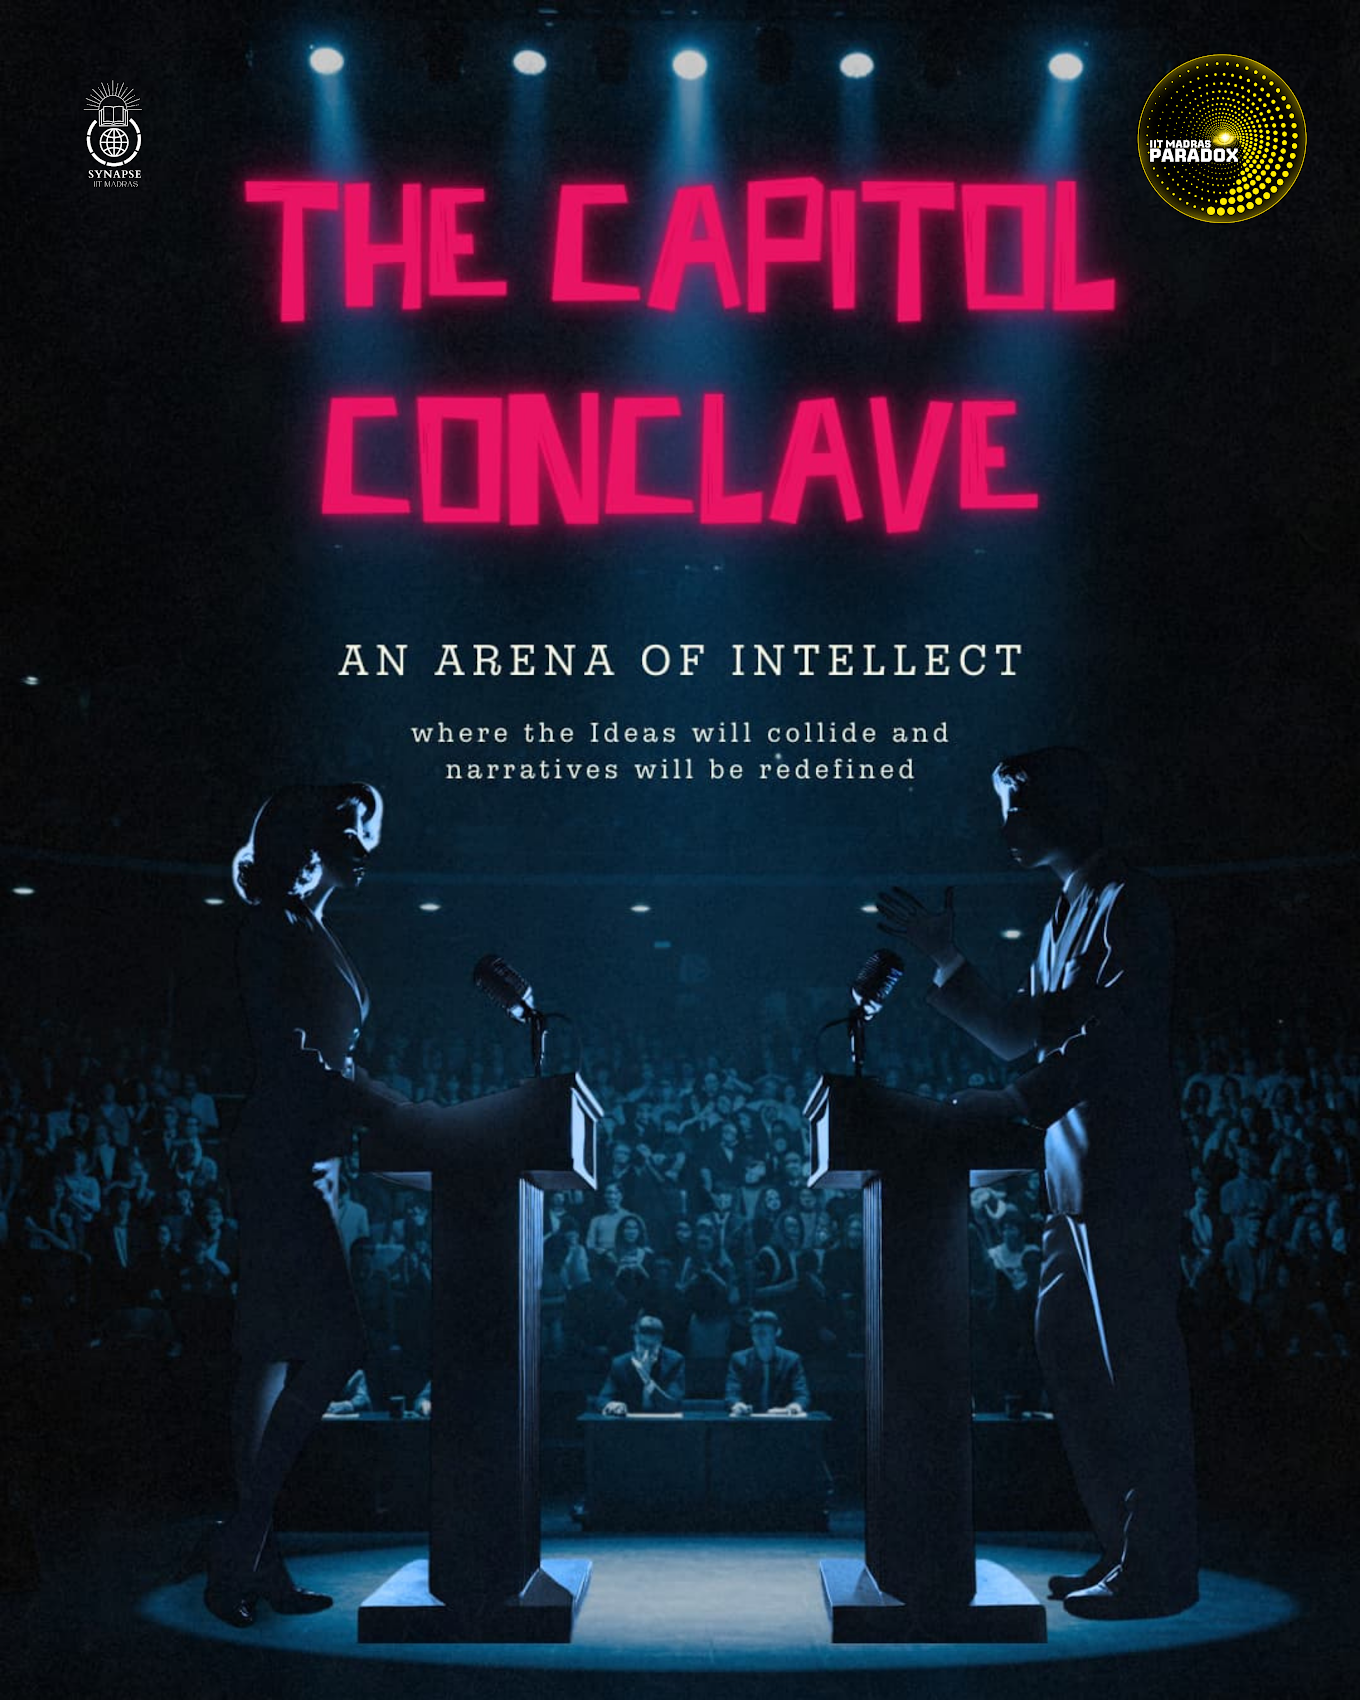 SYNAPSE
IIT MADRAS
IIT MADRAS
PARADOX
THE CAPITOL
CONCLAVE
AN ARENA OF INTELLECT
where the Ideas will collide and
narratives will be redefined